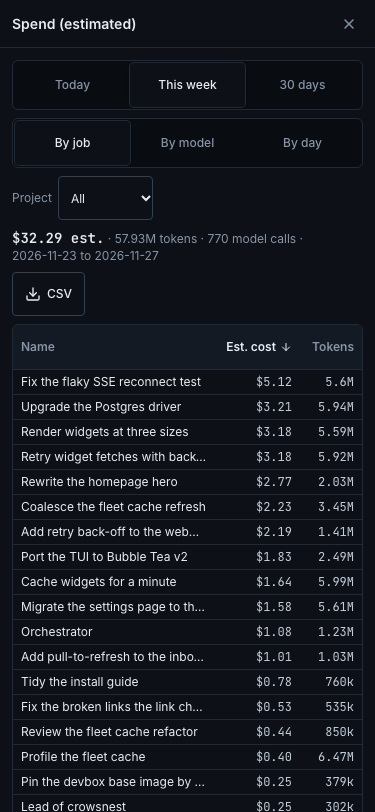 Spend (estimated)
Today This week 30 days
By job By model By day
Project All
$32.29 est. · 57.93M tokens · 770 model calls ·
2026-11-23 to 2026-11-27
CSV
Name Est. cost ↓ Tokens
Fix the flaky SSE reconnect test $5.12 5.6M
Upgrade the Postgres driver $3.21 5.94M
Render widgets at three sizes $3.18 5.59M
Retry widget fetches with back... $3.18 5.92M
Rewrite the homepage hero $2.77 2.03M
Coalesce the fleet cache refresh $2.23 3.45M
Add retry back-off to the web... $2.19 1.41M
Port the TUI to Bubble Tea v2 $1.83 2.49M
Cache widgets for a minute $1.64 5.99M
Migrate the settings page to th... $1.58 5.61M
Orchestrator $1.08 1.23M
Add pull-to-refresh to the inbo... $1.01 1.03M
Tidy the install guide $0.78 760k
Fix the broken links the link ch... $0.53 535k
Review the fleet cache refactor $0.44 850k
Profile the fleet cache $0.40 6.47M
Pin the devbox base image by ... $0.25 379k
Lead of crowsnest $0.25 302k